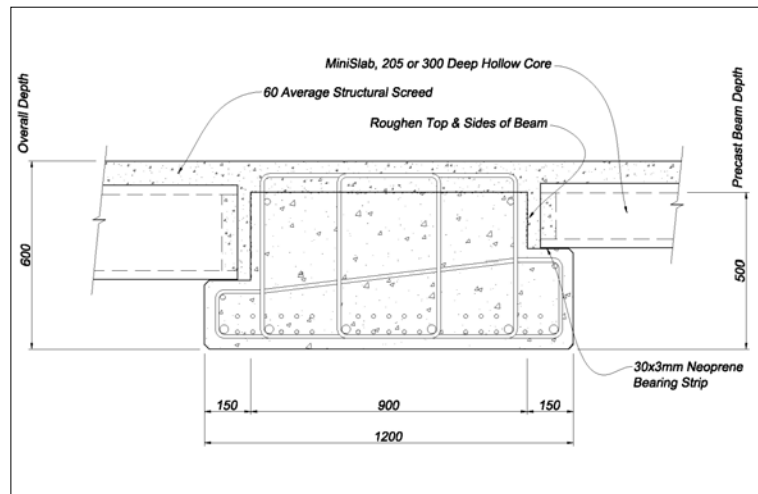 MiniSlab, 205 or 300 Deep Hollow Core
60 Average Structural Screed
Roughen Top & Sides of Beam
Overall Depth
Precast Beam Depth
600
500
30x3mm Neoprene
Bearing Strip
150
900
150
1200